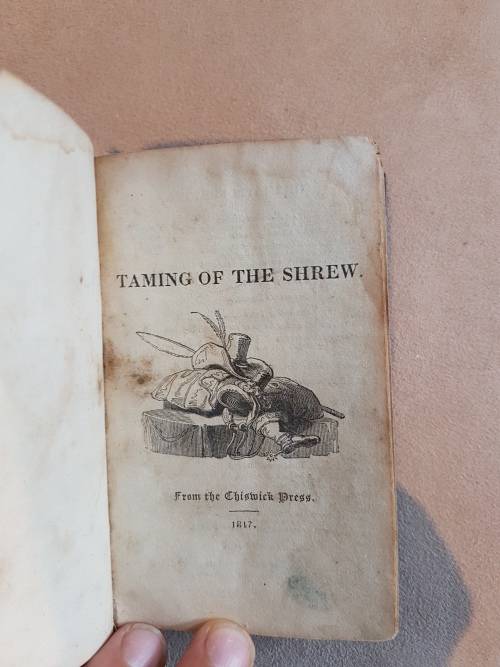 TAMING OF THE SHREW.
From the Chiswick Press.
1817.